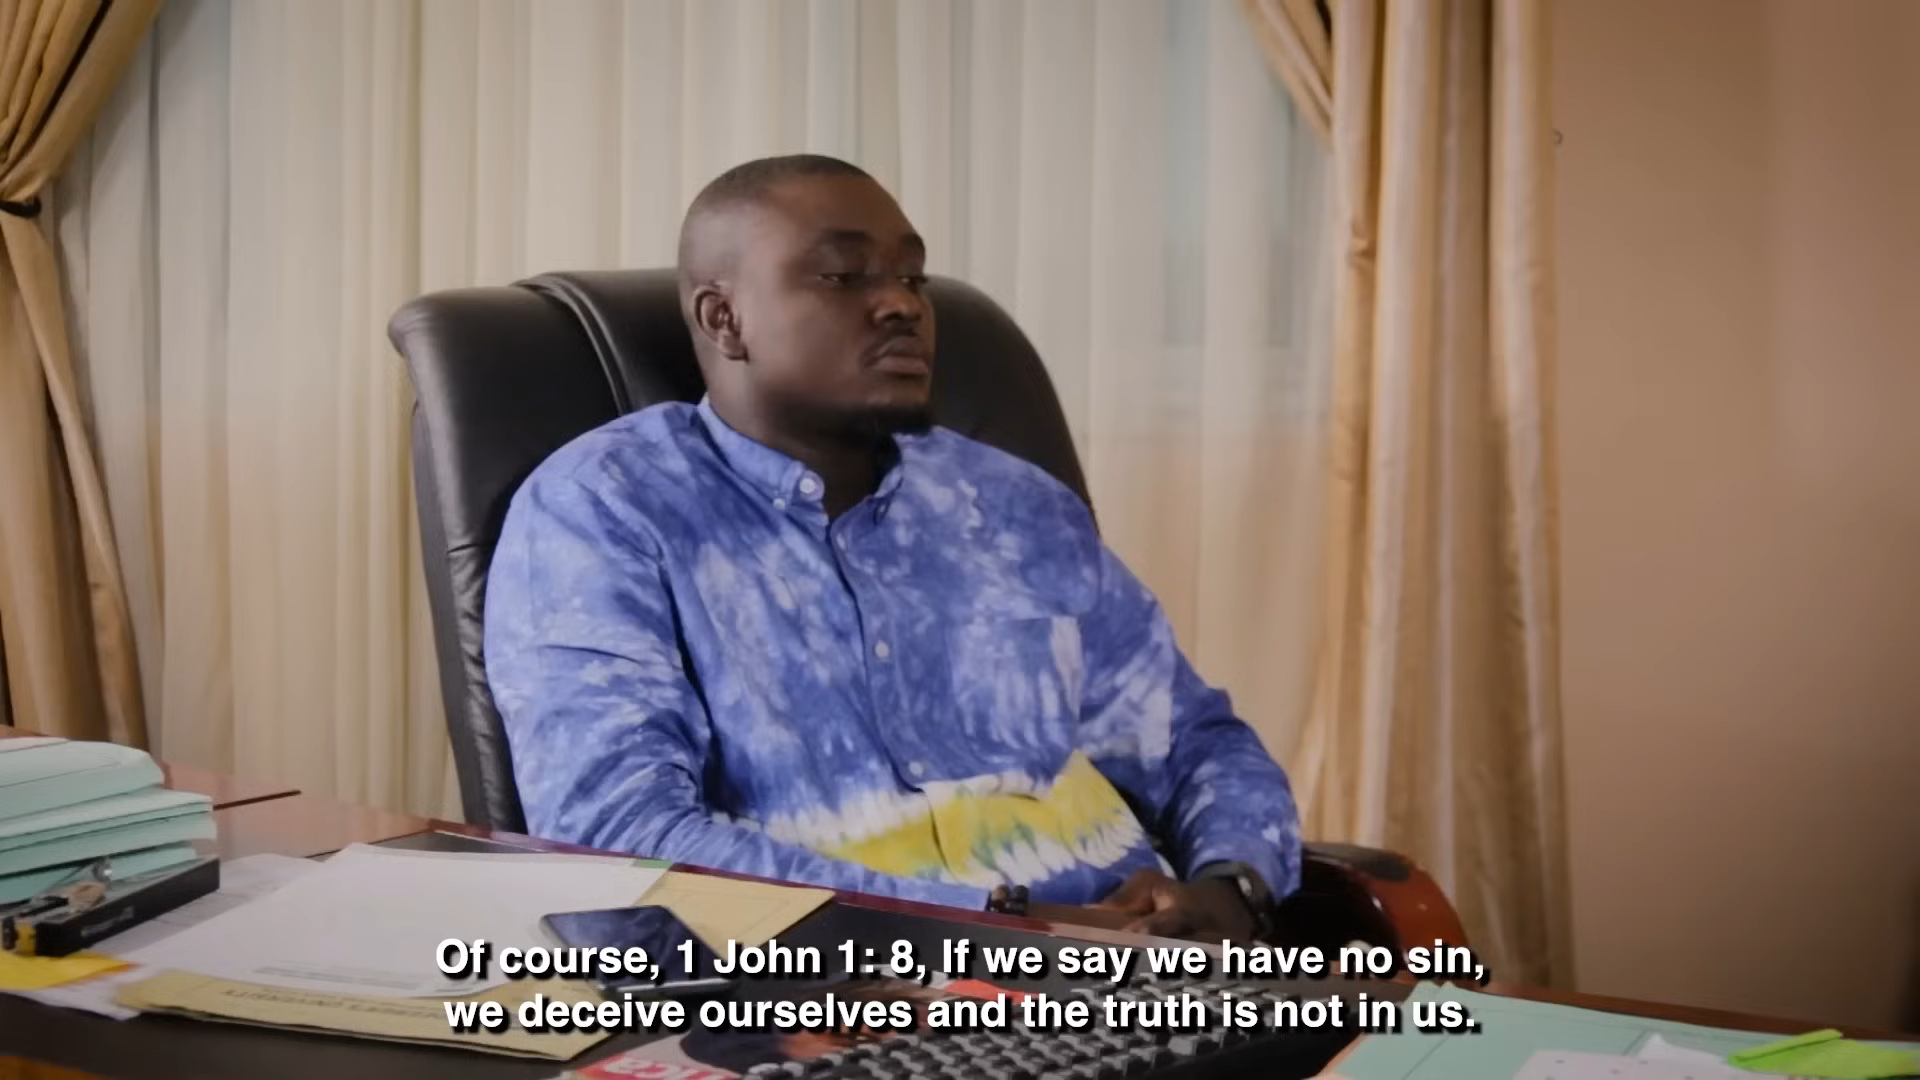 Of course, 1 John 1: 8, If we say we have no sin,
we deceive ourselves and the truth is not in us.